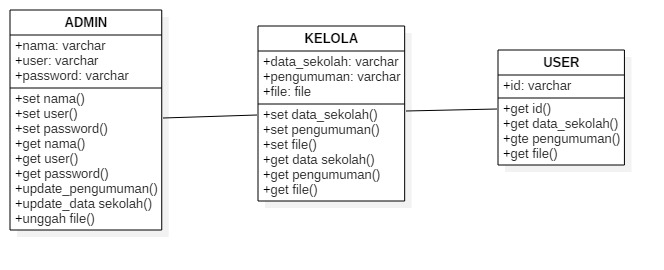 ADMIN
+nama: varchar
+user: varchar
+password: varchar
+set nama()
+set user()
+set password()
+get nama()
+get user()
+get password()
+update_pengumuman()
+update_data sekolah()
+unggah file()
KELOLA
+data_sekolah: varchar
+pengumuman: varchar
+file: file
+set data_sekolah()
+set pengumuman()
+set file()
+get data sekolah()
+get pengumuman()
+get file()
USER
+id: varchar
+get id()
+get data_sekolah()
+gte pengumuman()
+get file()